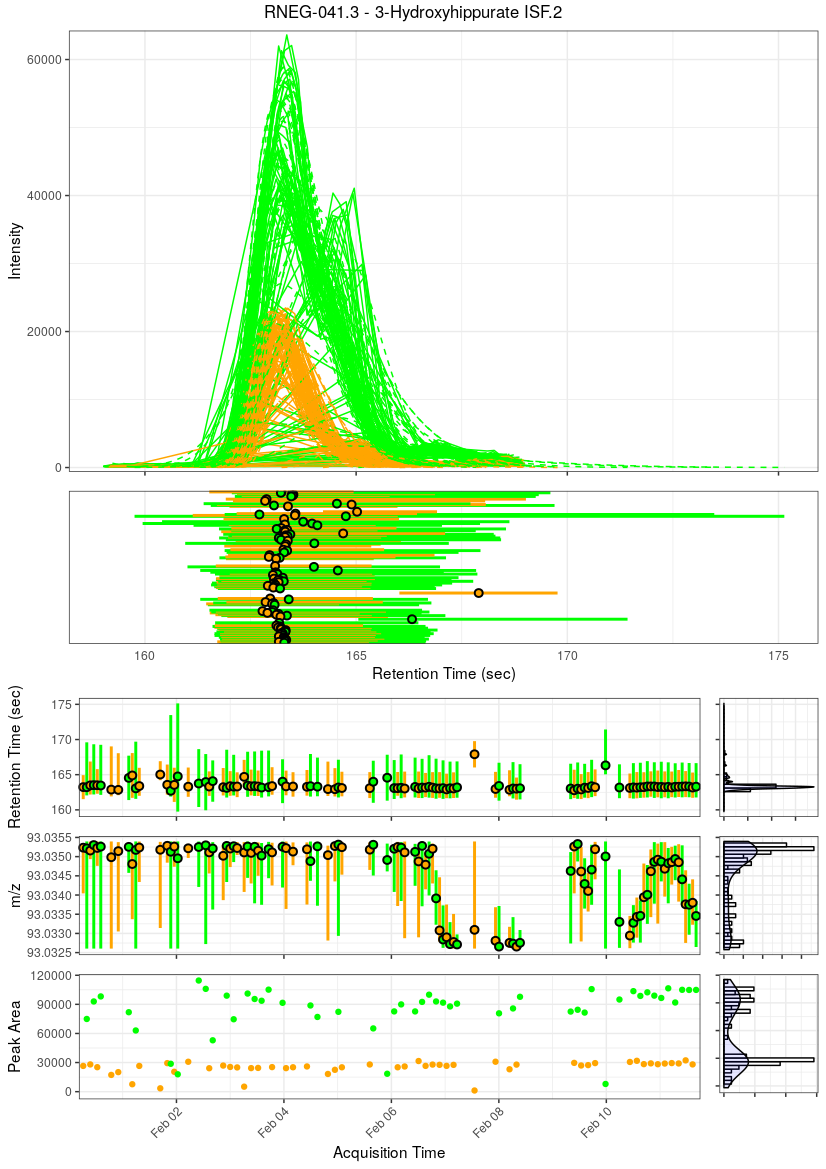 RNEG-041.3 - 3-Hydroxyhippurate ISF.2
60000
40000
20000
0
Intensity
160
165
170
175
Retention Time (sec)
175
170
165
160
Retention Time (sec)
93.0355
93.0350
93.0345
93.0340
93.0335
93.0330
93.0325
m/z
120000
90000
60000
30000
0
Peak Area
Feb 02
Feb 04
Feb 06
Feb 08
Feb 10
Acquisition Time